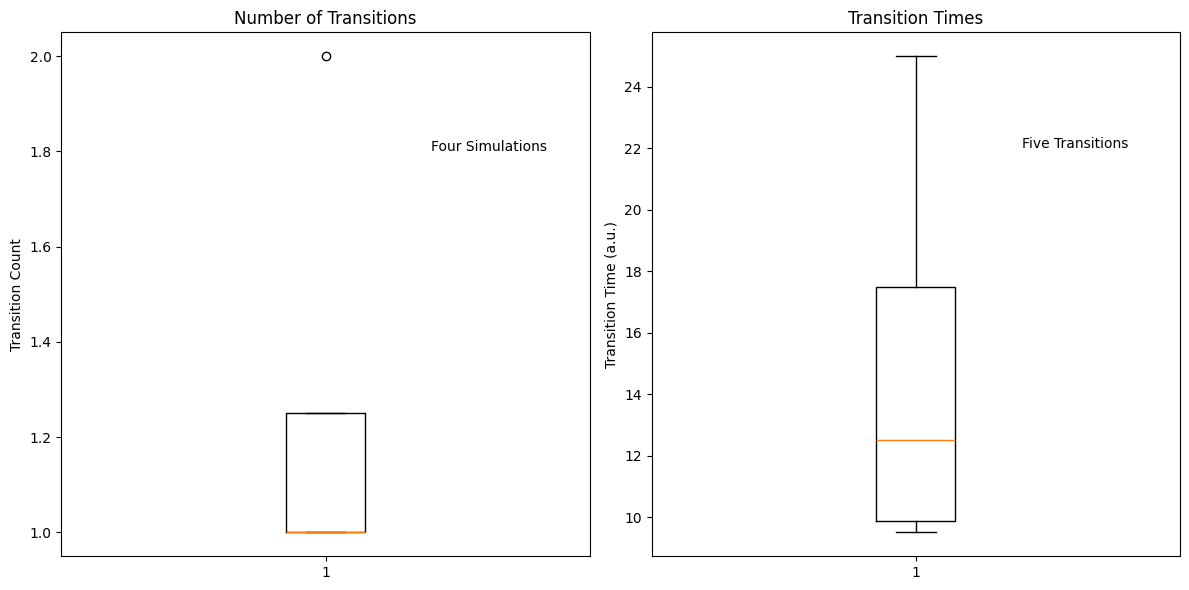 Number of Transitions
Transition Count
2.0
1.8
1.6
1.4
1.2
1.0
Four Simulations
1
Transition Times
Transition Time (a.u.)
24
22
20
18
16
14
12
10
Five Transitions
1